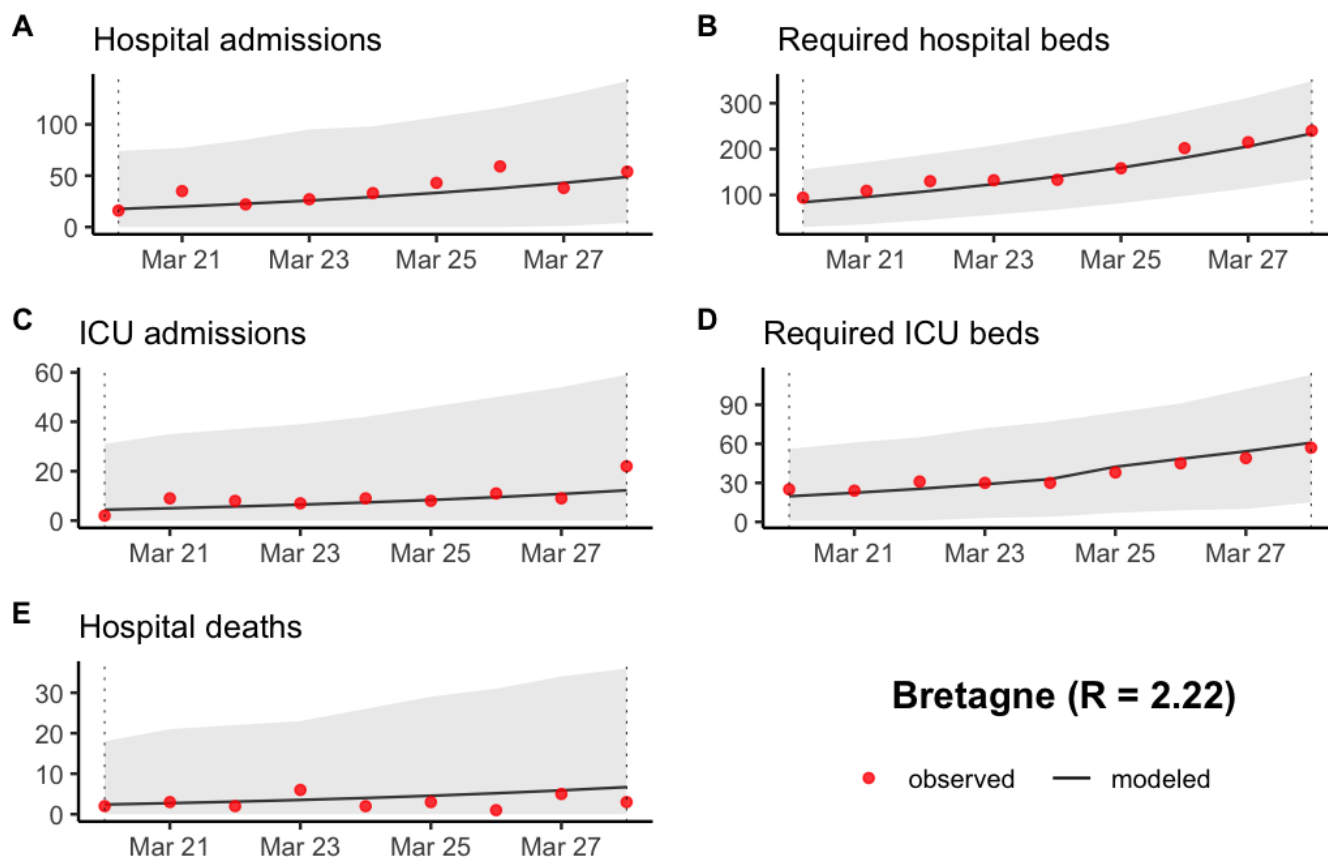 A
Hospital admissions
100
50
0
Mar 21 Mar 23 Mar 25 Mar 27
B
Required hospital beds
300
200
100
Mar 21 Mar 23 Mar 25 Mar 27
C
ICU admissions
60
40
20
0
Mar 21 Mar 23 Mar 25 Mar 27
D
Required ICU beds
90
60
30
0
Mar 21 Mar 23 Mar 25 Mar 27
E
Hospital deaths
30
20
10
0
Mar 21 Mar 23 Mar 25 Mar 27
Bretagne (R = 2.22)
observed modeled